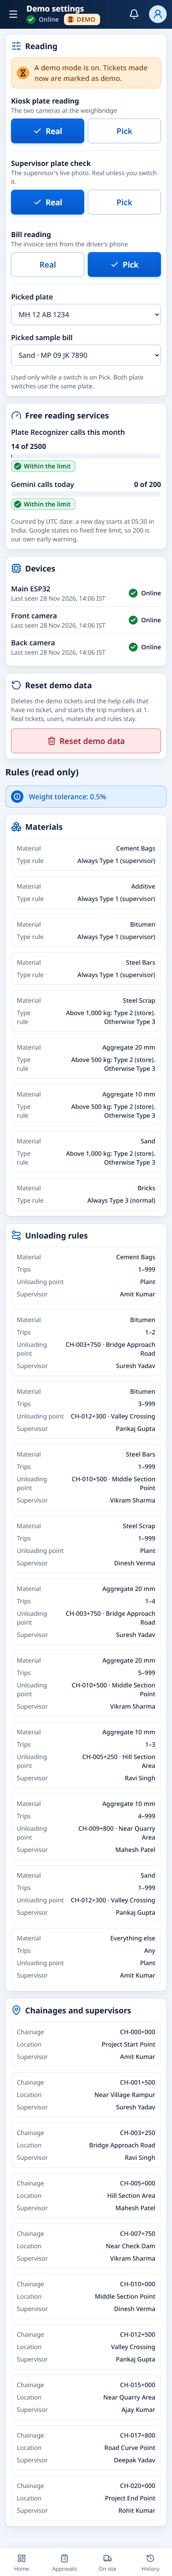 Demo settings
Online DEMO
Reading
A demo mode is on. Tickets made
now are marked as demo.
Kiosk plate reading
The two cameras at the weighbridge
Real Pick
Supervisor plate check
The supervisor's live photo. Real unless you switch
it.
Real Pick
Bill reading
The invoice sent from the driver's phone
Real Pick
Picked plate
MH 12 AB 1234
Picked sample bill
Sand · MP 09 JK 7890
Used only while a switch is on Pick. Both plate
switches use the same plate.
Free reading services
Plate Recognizer calls this month
14 of 2500
Within the limit
Gemini calls today 0 of 200
Within the limit
Counted by UTC date: a new day starts at 05:30 in
India. Google states no fixed free limit, so 200 is
our own early warning.
Devices
Main ESP32
Last seen 28 Nov 2026, 14:06 IST
Online
Front camera
Last seen 28 Nov 2026, 14:06 IST
Online
Back camera
Last seen 28 Nov 2026, 14:06 IST
Online
Reset demo data
Deletes the demo tickets and the help calls that
have no ticket, and starts the trip numbers at 1.
Real tickets, users, materials and rules stay.
Reset demo data
Rules (read only)
Weight tolerance: 0.5%
Materials
Material Cement Bags
Type rule Always Type 1 (supervisor)
Material Additive
Type rule Always Type 1 (supervisor)
Material Bitumen
Type rule Always Type 1 (supervisor)
Material Steel Bars
Type rule Always Type 1 (supervisor)
Material Steel Scrap
Type Above 1,000 kg: Type 2 (store).
rule Otherwise Type 3
Material Aggregate 20 mm
Type Above 500 kg: Type 2 (store).
rule Otherwise Type 3
Material Aggregate 10 mm
Type Above 500 kg: Type 2 (store).
rule Otherwise Type 3
Material Sand
Type Above 1,000 kg: Type 2 (store).
rule Otherwise Type 3
Material Bricks
Type rule Always Type 3 (normal)
Unloading rules
Material Cement Bags
Trips 1–999
Unloading point Plant
Supervisor Amit Kumar
Material Bitumen
Trips 1–2
Unloading CH-003+750 · Bridge Approach
point Road
Supervisor Suresh Yadav
Material Bitumen
Trips 3–999
Unloading point CH-012+300 · Valley Crossing
Supervisor Pankaj Gupta
Material Steel Bars
Trips 1–999
Unloading CH-010+500 · Middle Section
point Point
Supervisor Vikram Sharma
Material Steel Scrap
Trips 1–999
Unloading point Plant
Supervisor Dinesh Verma
Material Aggregate 20 mm
Trips 1–4
Unloading CH-003+750 · Bridge Approach
point Road
Supervisor Suresh Yadav
Material Aggregate 20 mm
Trips 5–999
Unloading CH-010+500 · Middle Section
point Point
Supervisor Vikram Sharma
Material Aggregate 10 mm
Trips 1–3
Unloading CH-005+250 · Hill Section
point Area
Supervisor Ravi Singh
Material Aggregate 10 mm
Trips 4–999
Unloading CH-009+800 · Near Quarry
point Area
Supervisor Mahesh Patel
Material Sand
Trips 1–999
Unloading point CH-012+300 · Valley Crossing
Supervisor Pankaj Gupta
Material Everything else
Trips Any
Unloading point Plant
Supervisor Amit Kumar
Chainages and supervisors
Chainage CH-000+000
Location Project Start Point
Supervisor Amit Kumar
Chainage CH-001+500
Location Near Village Rampur
Supervisor Suresh Yadav
Chainage CH-003+250
Location Bridge Approach Road
Supervisor Ravi Singh
Chainage CH-005+000
Location Hill Section Area
Supervisor Mahesh Patel
Chainage CH-007+750
Location Near Check Dam
Supervisor Vikram Sharma
Chainage CH-010+000
Location Middle Section Point
Supervisor Dinesh Verma
Chainage CH-012+500
Location Valley Crossing
Supervisor Pankaj Gupta
Chainage CH-015+000
Location Near Quarry Area
Supervisor Ajay Kumar
Chainage CH-017+800
Location Road Curve Point
Supervisor Deepak Yadav
Chainage CH-020+000
Location Project End Point
Supervisor Rohit Kumar
Home Approvals On site History